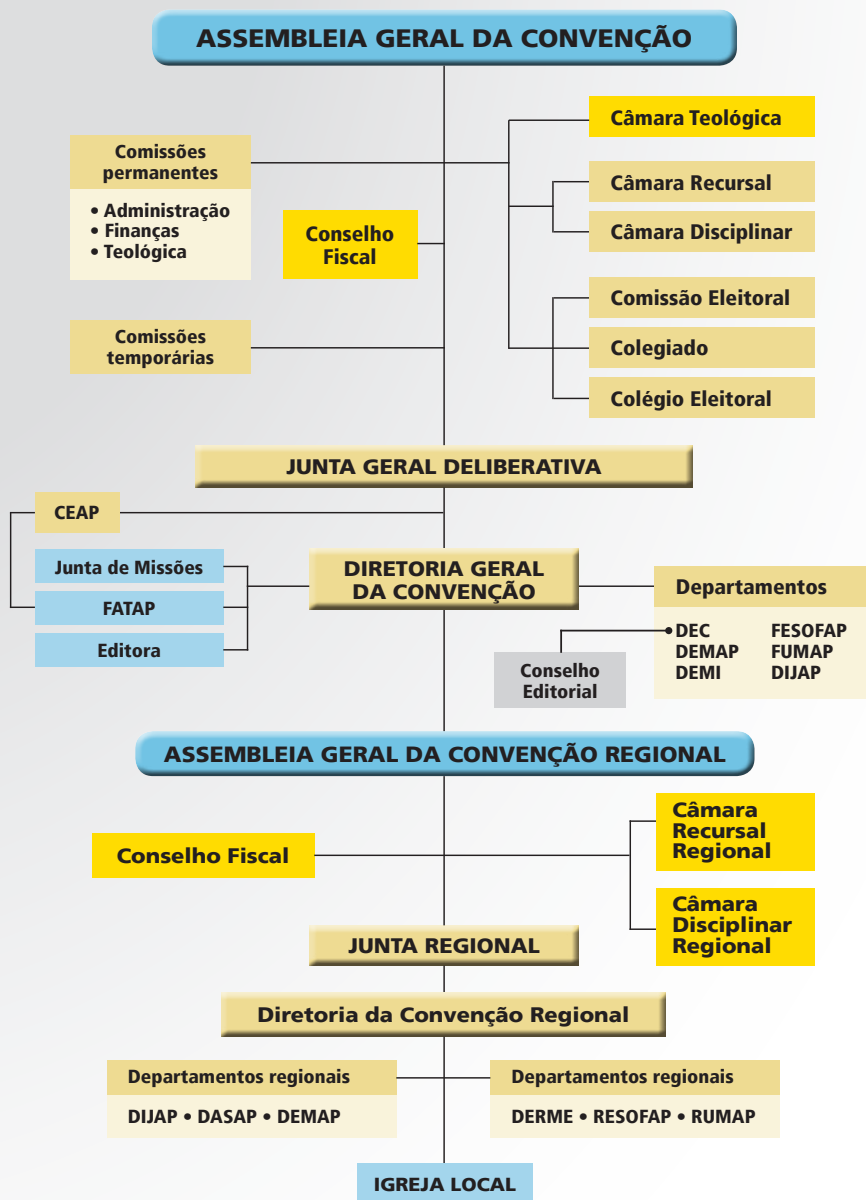 ASSEMBLEIA GERAL DA CONVENÇÃO
Comissões
permanentes
• Administração
• Finanças
• Teológica
Conselho
Fiscal
Comissões
temporárias
Câmara Teológica
Câmara Recursal
Câmara Disciplinar
Comissão Eleitoral
Colegiado
Colégio Eleitoral
JUNTA GERAL DELIBERATIVA
CEAP
Junta de Missões
FATAP
Editora
DIRETORIA GERAL
DA CONVENÇÃO
Departamentos
DEC FESOFAP
DEMAP FUMAP
DEMI DIJAP
Conselho
Editorial
ASSEMBLEIA GERAL DA CONVENÇÃO REGIONAL
Conselho Fiscal
Câmara
Recursal
Regional
Câmara
Disciplinar
Regional
JUNTA REGIONAL
Diretoria da Convenção Regional
Departamentos regionais
DIJAP • DASAP • DEMAP
Departamentos regionais
DERME • RESOFAP • RUMAP
IGREJA LOCAL